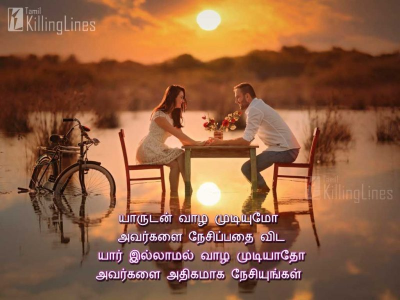 Tamil
KillingLines
KillingLines
யாருடன் வாழ முடியுமோ
அவர்களை நேசிப்பதை விட
யார் இல்லாமல் வாழ முடியாதோ
அவர்களை அதிகமாக நேசியுங்கள்